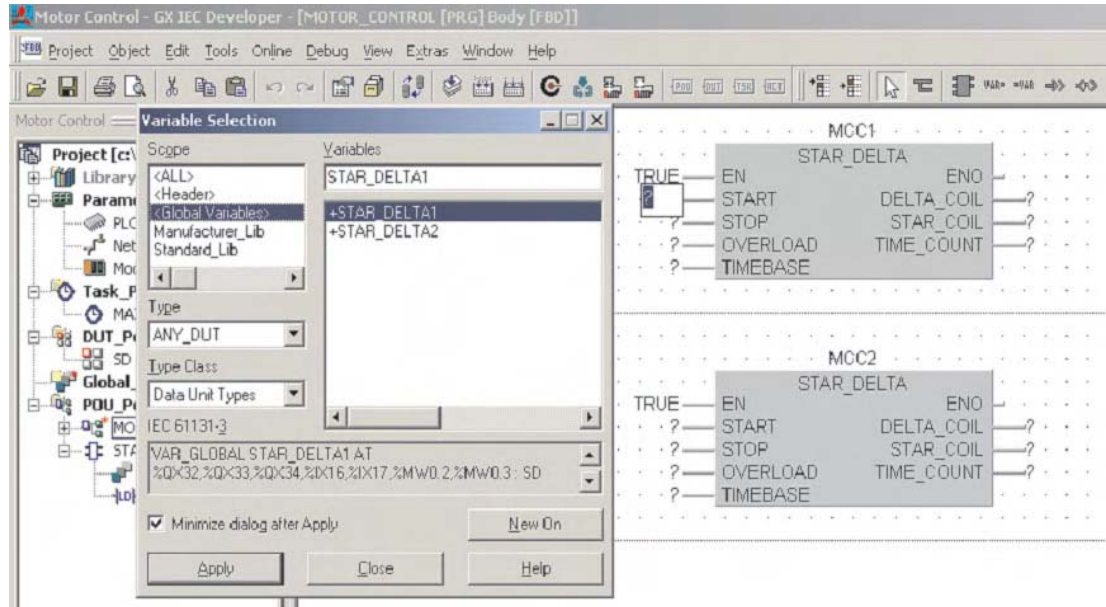 Motor Control - GX IEC Developer - [MOTOR_CONTROL [PRG] Body [FBD]]
Project Object Edit Tools Online Debug View Extras Window Help
Motor Control
Project [c:\
Library
Param
PLC
Net
Mod
Task_P
MA
DUT_P
SD
Global_
POU_P
MO
STA
Variable Selection
Scope
<ALL>
<Header>
<Global Variables>
Manufacturer_Lib
Standard_Lib
Type
ANY_DUT
Type Class
Data Unit Types
Variables
STAR_DELTA1
+STAR_DELTA1
+STAR_DELTA2
IEC 61131-3
VAR_GLOBAL STAR_DELTA1 AT
%QX32,%QX33,%QX34,%IX16,%IX17,%MW0.2,%MW0.3 : SD
Minimize dialog after Apply
New On
Apply
Close
Help
MCC1
STAR_DELTA
TRUE EN ENO
? START DELTA_COIL ?
? STOP STAR_COIL ?
? OVERLOAD TIME_COUNT ?
? TIMEBASE
MCC2
STAR_DELTA
TRUE EN ENO
? START DELTA_COIL ?
? STOP STAR_COIL ?
? OVERLOAD TIME_COUNT ?
? TIMEBASE